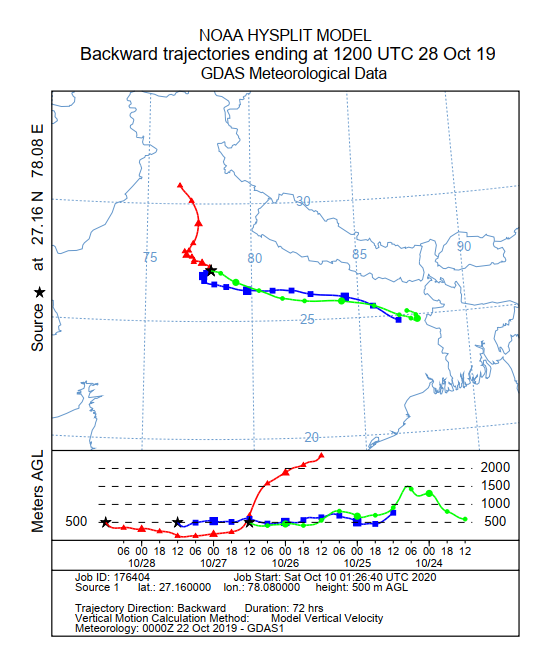 NOAA HYSPLIT MODEL
Backward trajectories ending at 1200 UTC 28 Oct 19
GDAS Meteorological Data
Source ★ at 27.16 N 78.08 E
30
75
80
85
90
25
20
Meters AGL
2000
1500
1000
500
500
06 00 18 12 06 00 18 12 06 00 18 12 06 00 18 12 06 00 18 12
10/28 10/27 10/26 10/25 10/24
Job ID: 176404 Job Start: Sat Oct 10 01:26:40 UTC 2020
Source 1 lat.: 27.160000 lon.: 78.080000 height: 500 m AGL
Trajectory Direction: Backward Duration: 72 hrs
Vertical Motion Calculation Method: Model Vertical Velocity
Meteorology: 0000Z 22 Oct 2019 - GDAS1